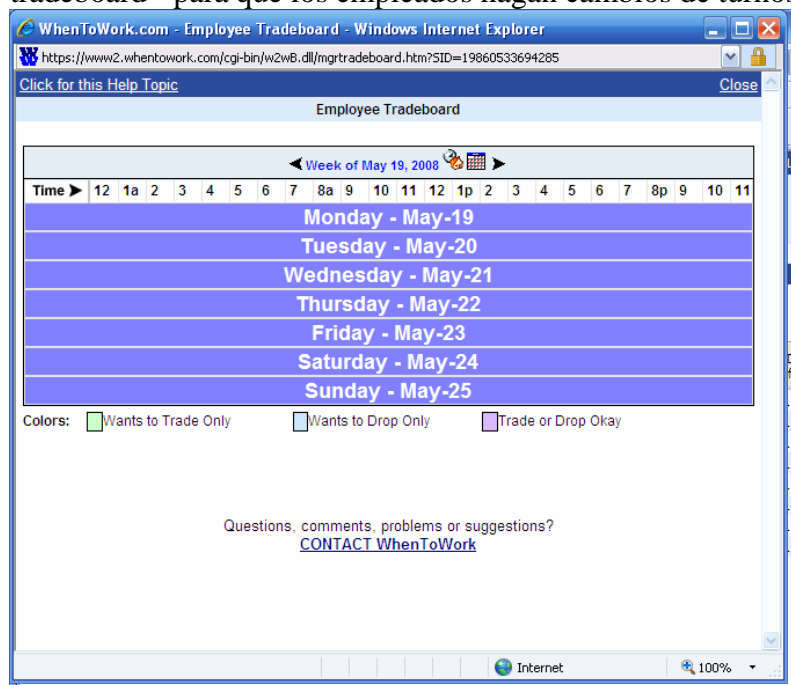 tradeboard - para que los empleados hagan cambios de turnos
WhenToWork.com - Employee Tradeboard - Windows Internet Explorer
https://www2.whentowork.com/cgi-bin/w2wB.dll/mgrtradeboard.htm?SID=19860533694285
Click for this Help Topic Close
Employee Tradeboard
Week of May 19, 2008
Time 12 1a 2 3 4 5 6 7 8a 9 10 11 12 1p 2 3 4 5 6 7 8p 9 10 11
Monday - May-19
Tuesday - May-20
Wednesday - May-21
Thursday - May-22
Friday - May-23
Saturday - May-24
Sunday - May-25
Colors: Wants to Trade Only Wants to Drop Only Trade or Drop Okay
Questions, comments, problems or suggestions?
CONTACT WhenToWork
Internet 100%